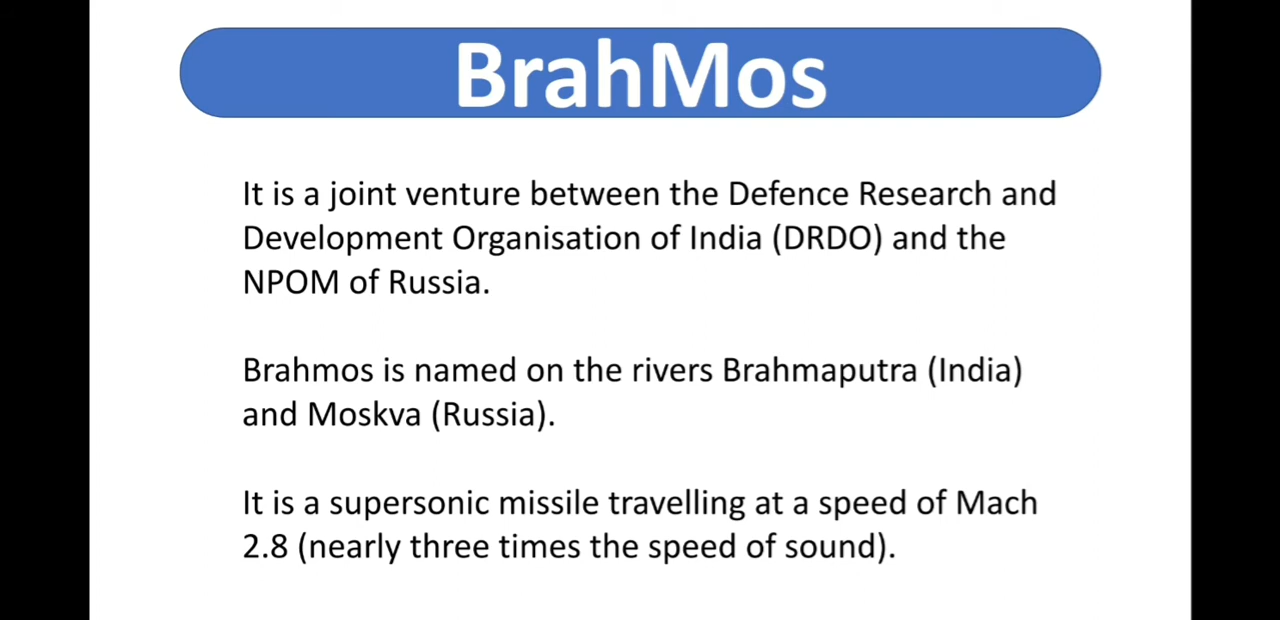 BrahMos
It is a joint venture between the Defence Research and
Development Organisation of India (DRDO) and the
NPOM of Russia.
Brahmos is named on the rivers Brahmaputra (India)
and Moskva (Russia).
It is a supersonic missile travelling at a speed of Mach
2.8 (nearly three times the speed of sound).